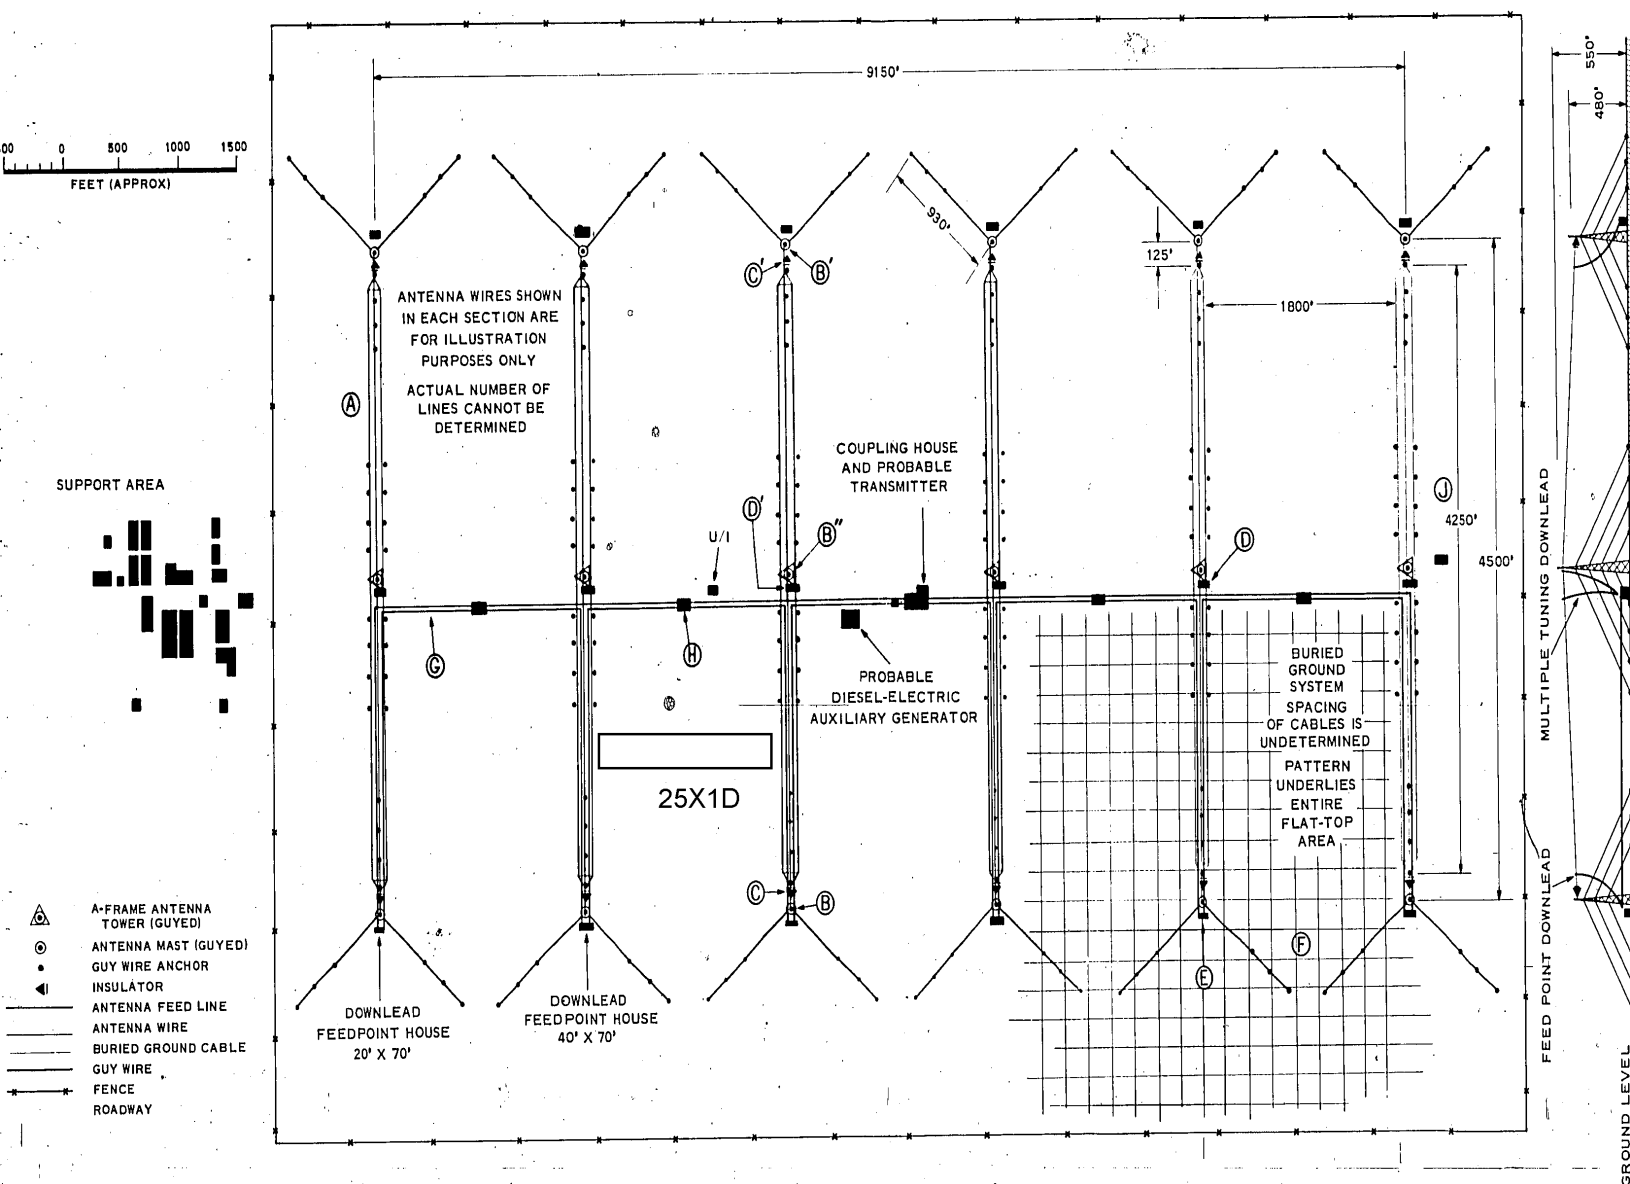 9150'
550'
480'
00 0 500 1000 1500
FEET (APPROX)
930'
125'
1800'
C' B'
ANTENNA WIRES SHOWN
IN EACH SECTION ARE
FOR ILLUSTRATION
PURPOSES ONLY
ACTUAL NUMBER OF
LINES CANNOT BE
DETERMINED
A
COUPLING HOUSE
AND PROBABLE
TRANSMITTER
SUPPORT AREA
J
4250'
4500'
D'
B"
U/I
D
G
H
PROBABLE
DIESEL-ELECTRIC
AUXILIARY GENERATOR
BURIED
GROUND
SYSTEM
SPACING
OF CABLES IS
UNDETERMINED
PATTERN
UNDERLIES
ENTIRE
FLAT-TOP
AREA
25X1D
MULTIPLE TUNING DOWNLEAD
FEED POINT DOWNLEAD
GROUND LEVEL
C
B
F
E
A-FRAME ANTENNA
TOWER (GUYED)
ANTENNA MAST (GUYED)
GUY WIRE ANCHOR
INSULATOR
ANTENNA FEED LINE
ANTENNA WIRE
BURIED GROUND CABLE
GUY WIRE
FENCE
ROADWAY
DOWNLEAD
FEEDPOINT HOUSE
20' X 70'
DOWNLEAD
FEEDPOINT HOUSE
40' X 70'